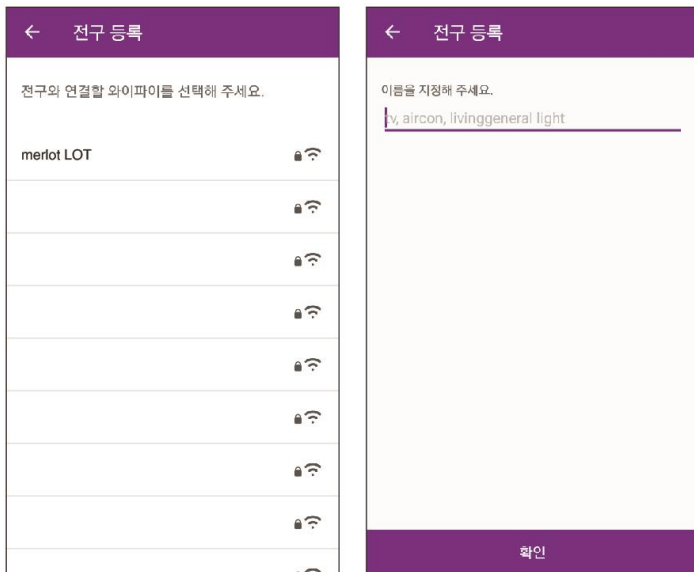 전구 등록
전구와 연결할 와이파이를 선택해 주세요.
merlot LOT
전구 등록
이름을 지정해 주세요.
tv, aircon, livinggeneral light
확인